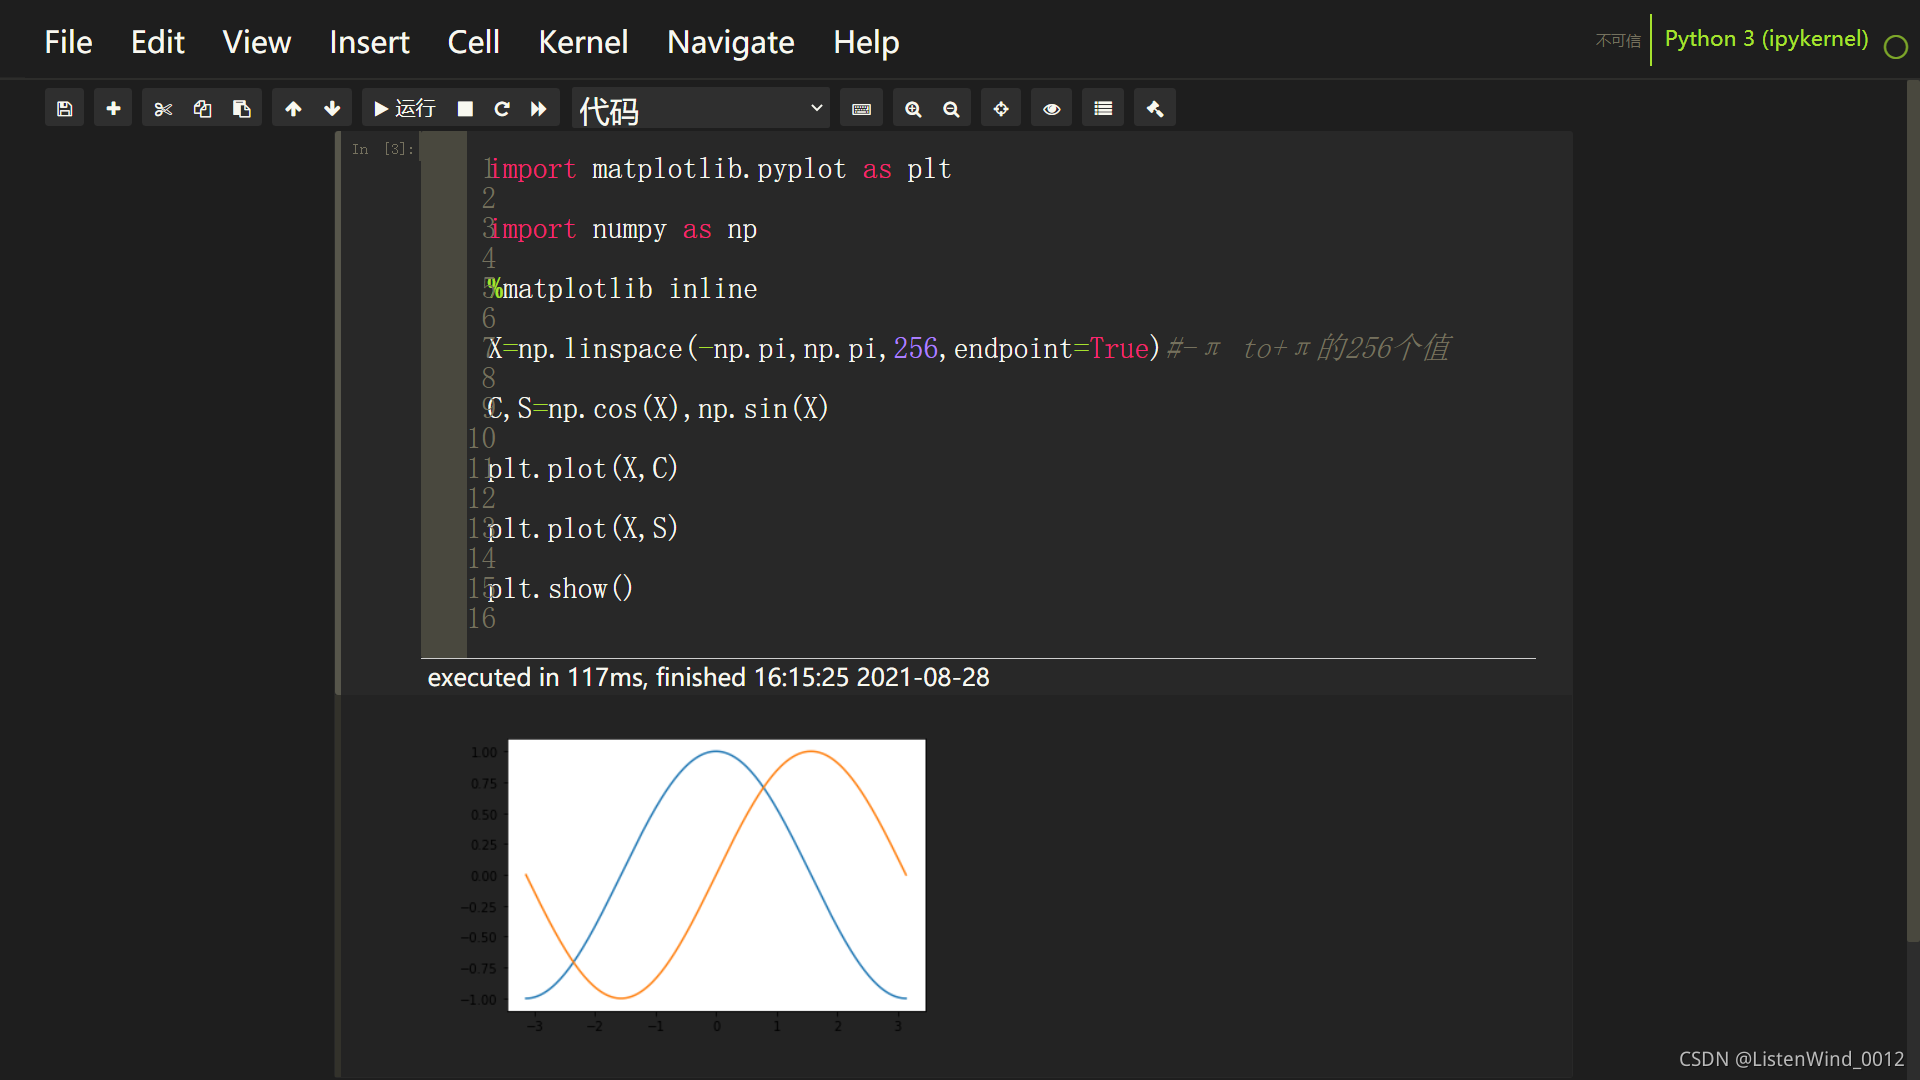 File Edit View Insert Cell Kernel Navigate Help 不可信 Python 3 (ipykernel)
运行 代码
In [3]:
1 import matplotlib.pyplot as plt
2
3 import numpy as np
4
5 %matplotlib inline
6
7 X=np.linspace(-np.pi,np.pi,256,endpoint=True)#-π to+π的256个值
8
9 C,S=np.cos(X),np.sin(X)
10
11 plt.plot(X,C)
12
13 plt.plot(X,S)
14
15 plt.show()
16
executed in 117ms, finished 16:15:25 2021-08-28
1.00
0.75
0.50
0.25
0.00
−0.25
−0.50
−0.75
−1.00
−3 −2 −1 0 1 2 3
CSDN @ListenWind_0012